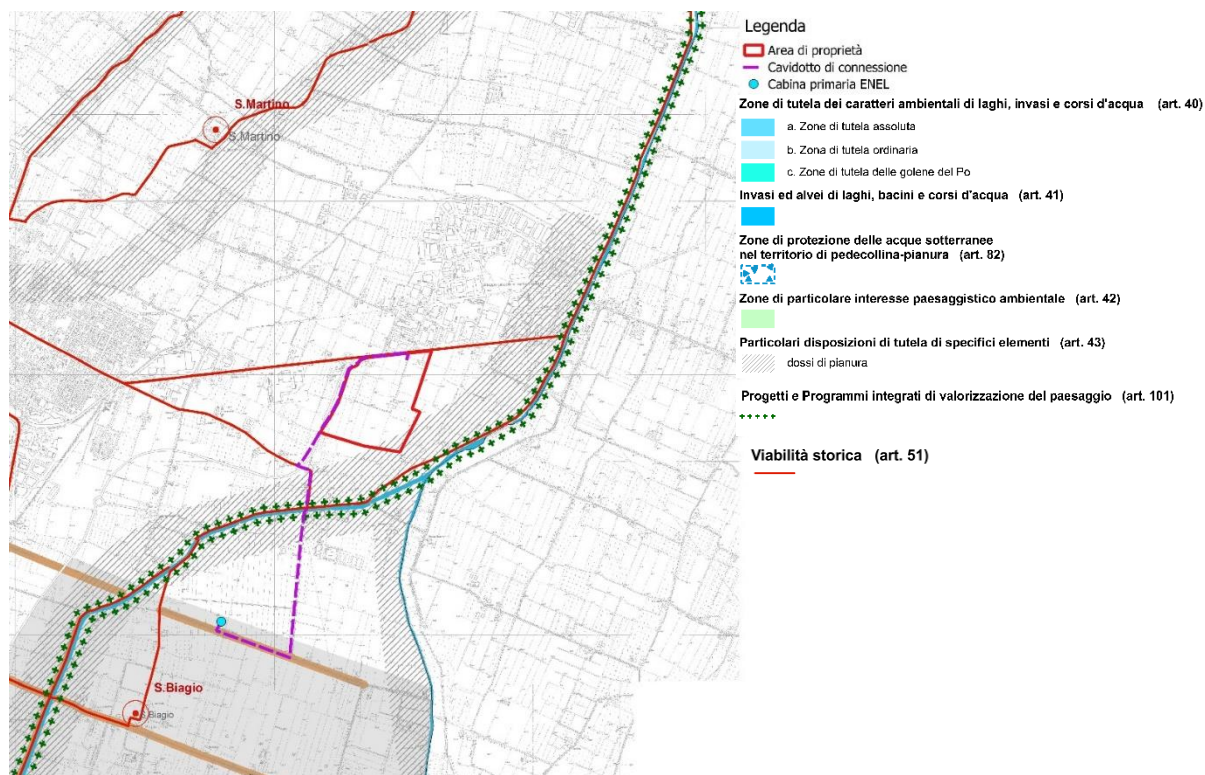 S.Martino
S.Martino
S.Biagio
S.Biagio
Legenda
Area di proprietà
Cavidotto di connessione
Cabina primaria ENEL
Zone di tutela dei caratteri ambientali di laghi, invasi e corsi d'acqua (art. 40)
a. Zone di tutela assoluta
b. Zona di tutela ordinaria
c. Zone di tutela delle golene del Po
Invasi ed alvei di laghi, bacini e corsi d'acqua (art. 41)
Zone di protezione delle acque sotterranee
nel territorio di pedecollina-pianura (art. 82)
Zone di particolare interesse paesaggistico ambientale (art. 42)
Particolari disposizioni di tutela di specifici elementi (art. 43)
dossi di pianura
Progetti e Programmi integrati di valorizzazione del paesaggio (art. 101)
Viabilità storica (art. 51)